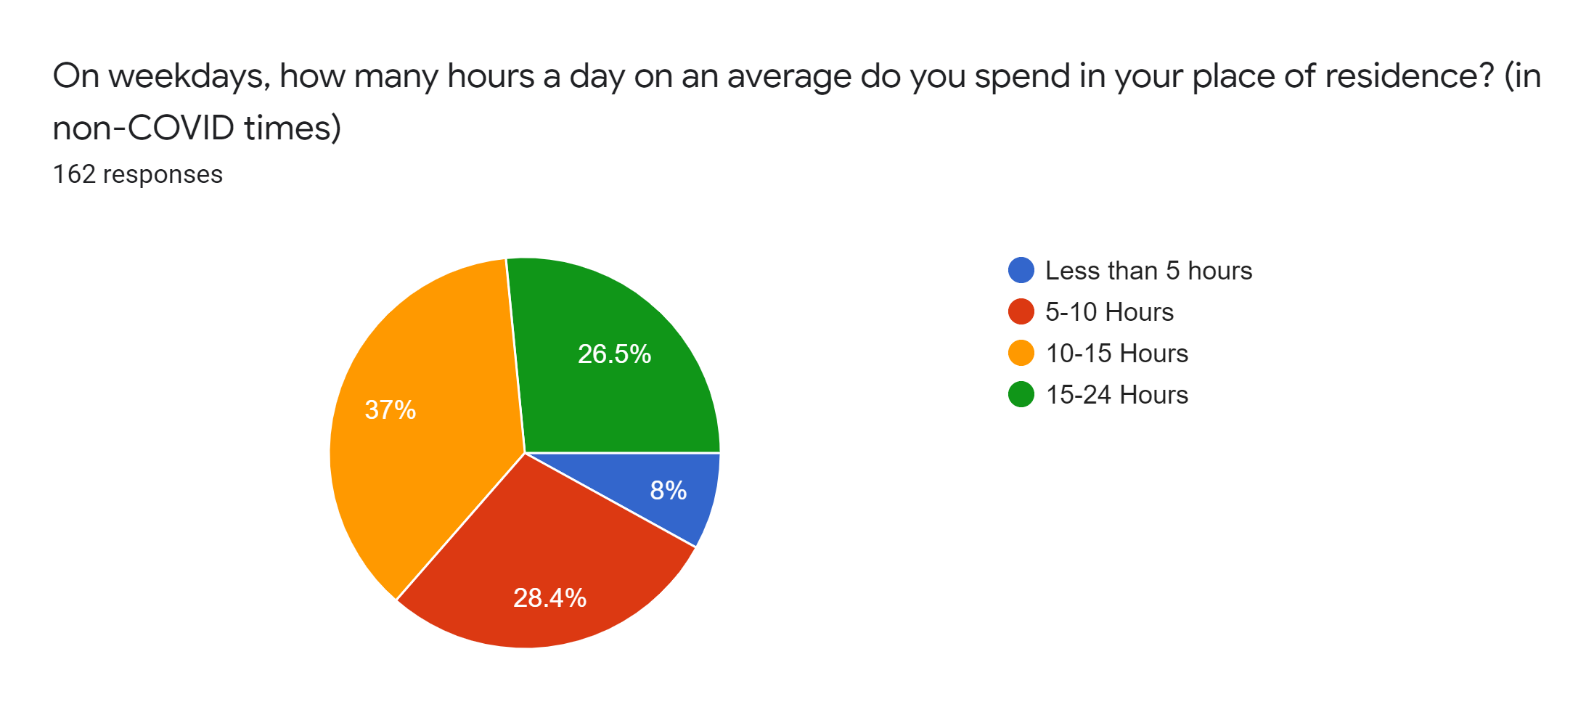 On weekdays, how many hours a day on an average do you spend in your place of residence? (in
non-COVID times)
162 responses
Less than 5 hours
5-10 Hours
10-15 Hours
15-24 Hours
26.5%
37%
8%
28.4%